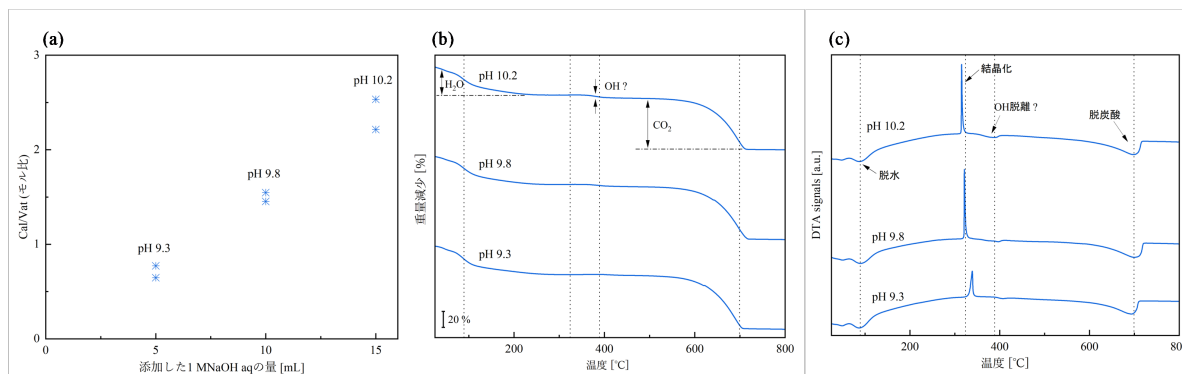 (a)
3
2
1
0
Cal/Vat (モル比)
pH 9.3
pH 9.8
pH 10.2
0
5
10
15
添加した1 MNaOH aqの量 [mL]
(b)
重量減少 [%]
H₂O
pH 10.2
OH ?
CO₂
pH 9.8
pH 9.3
20 %
200
400
600
800
温度 [℃]
(c)
DTA signals [a.u.]
結晶化
pH 10.2
OH脱離 ?
脱炭酸
脱水
pH 9.8
pH 9.3
200
400
600
800
温度 [℃]